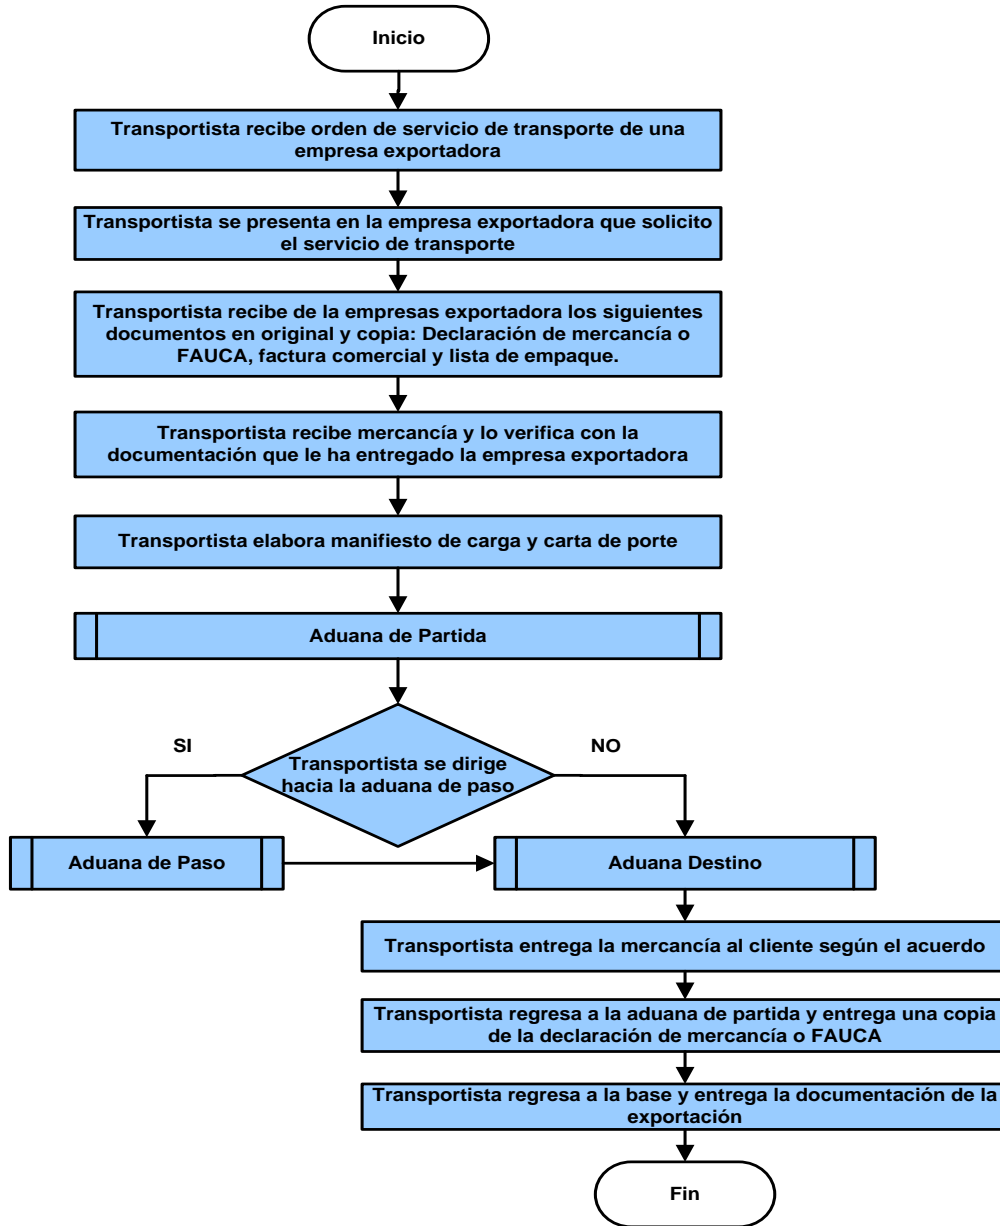 Inicio
Transportista recibe orden de servicio de transporte de una
empresa exportadora
Transportista se presenta en la empresa exportadora que solicito
el servicio de transporte
Transportista recibe de la empresas exportadora los siguientes
documentos en original y copia: Declaración de mercancía o
FAUCA, factura comercial y lista de empaque.
Transportista recibe mercancía y lo verifica con la
documentación que le ha entregado la empresa exportadora
Transportista elabora manifiesto de carga y carta de porte
Aduana de Partida
SI
NO
Transportista se dirige
hacia la aduana de paso
Aduana de Paso
Aduana Destino
Transportista entrega la mercancía al cliente según el acuerdo
Transportista regresa a la aduana de partida y entrega una copia
de la declaración de mercancía o FAUCA
Transportista regresa a la base y entrega la documentación de la
exportación
Fin